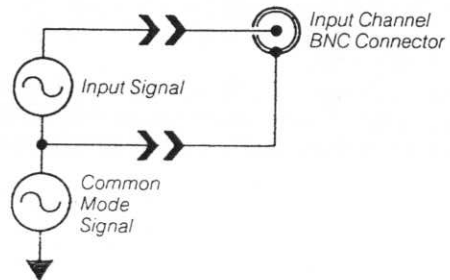 Input Channel
BNC Connector
Input Signal
Common
Mode
Signal